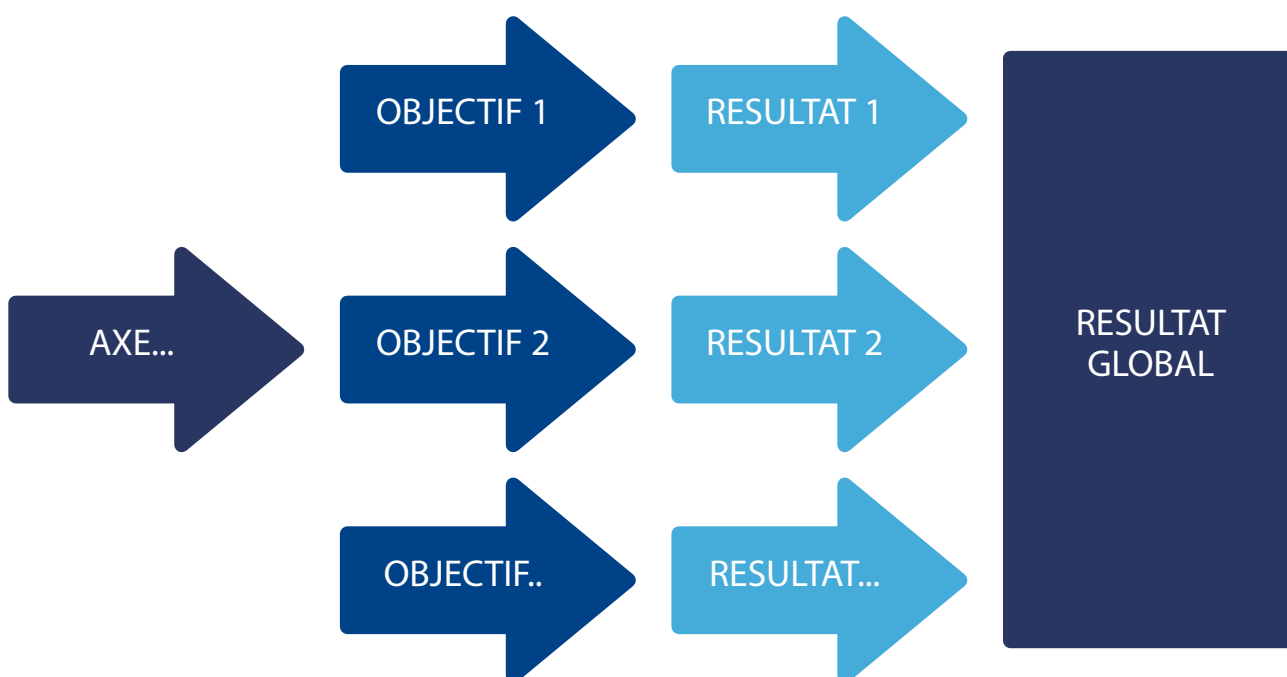 OBJECTIF 1
RESULTAT 1
AXE...
OBJECTIF 2
RESULTAT 2
RESULTAT
GLOBAL
OBJECTIF..
RESULTAT...